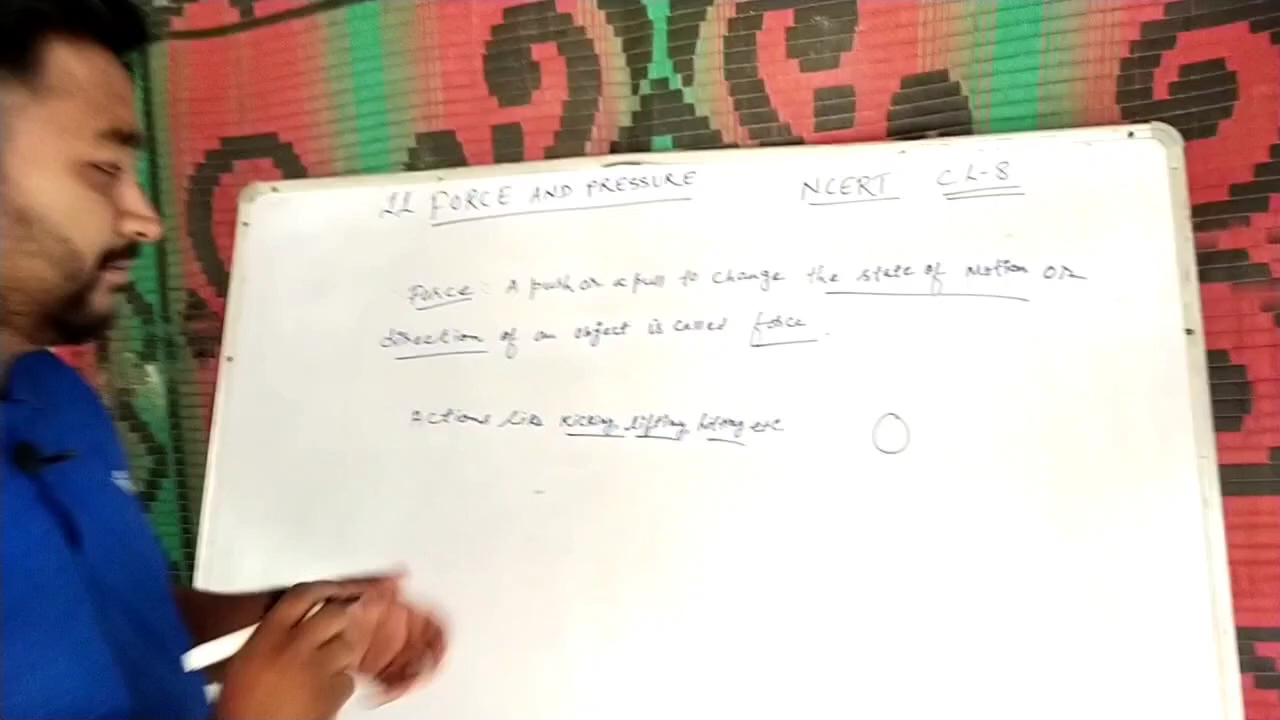 11 FORCE AND PRESSURE NCERT Ch-8
Force : A push or a pull to change the state of Motion OR
direction of an object is called force.
Actions like kicking, lifting, hitting etc